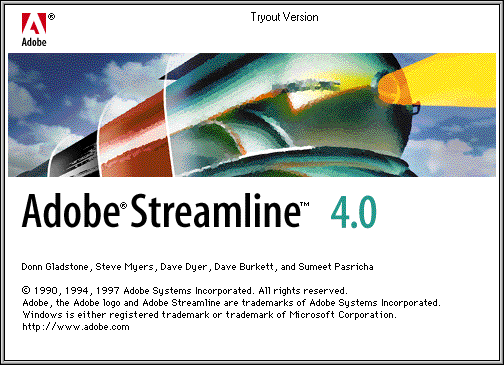 Tryout Version
Adobe®
Adobe® Streamline™ 4.0
Donn Gladstone, Steve Myers, Dave Dyer, Dave Burkett, and Sumeet Pasricha
© 1990, 1994, 1997 Adobe Systems Incorporated. All rights reserved.
Adobe, the Adobe logo and Adobe Streamline are trademarks of Adobe Systems Incorporated.
Windows is either registered trademark or trademark of Microsoft Corporation.
http://www.adobe.com